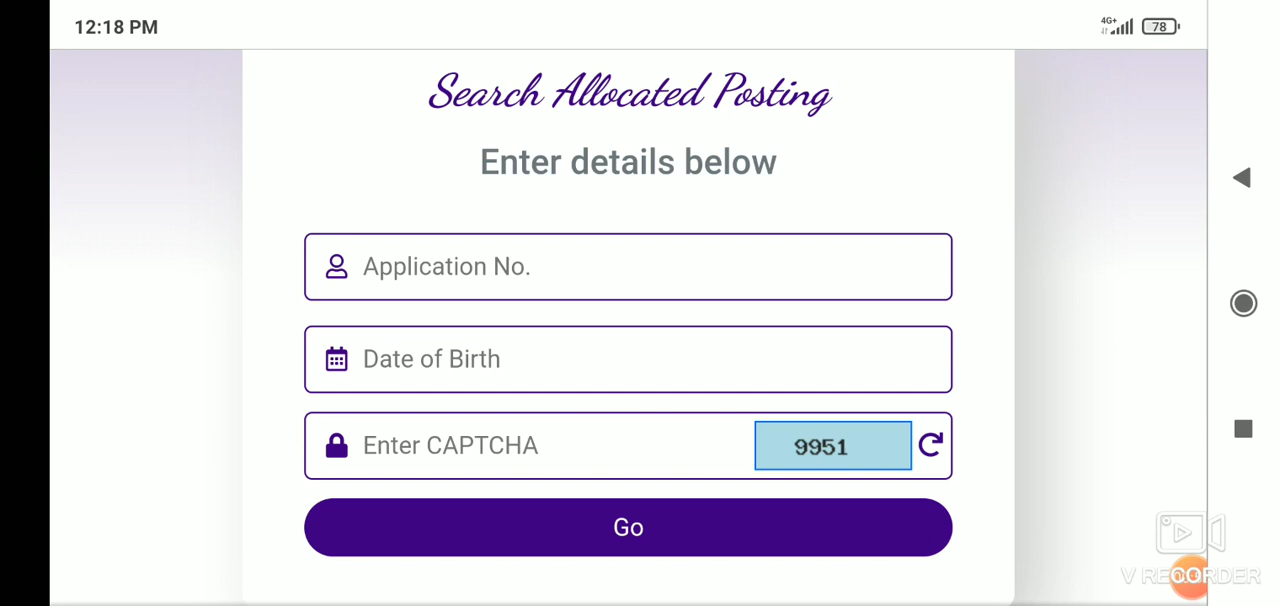 12:18 PM
4G+
78
Search Allocated Posting
Enter details below
Application No.
Date of Birth
Enter CAPTCHA
9951
Go
V RECORDER